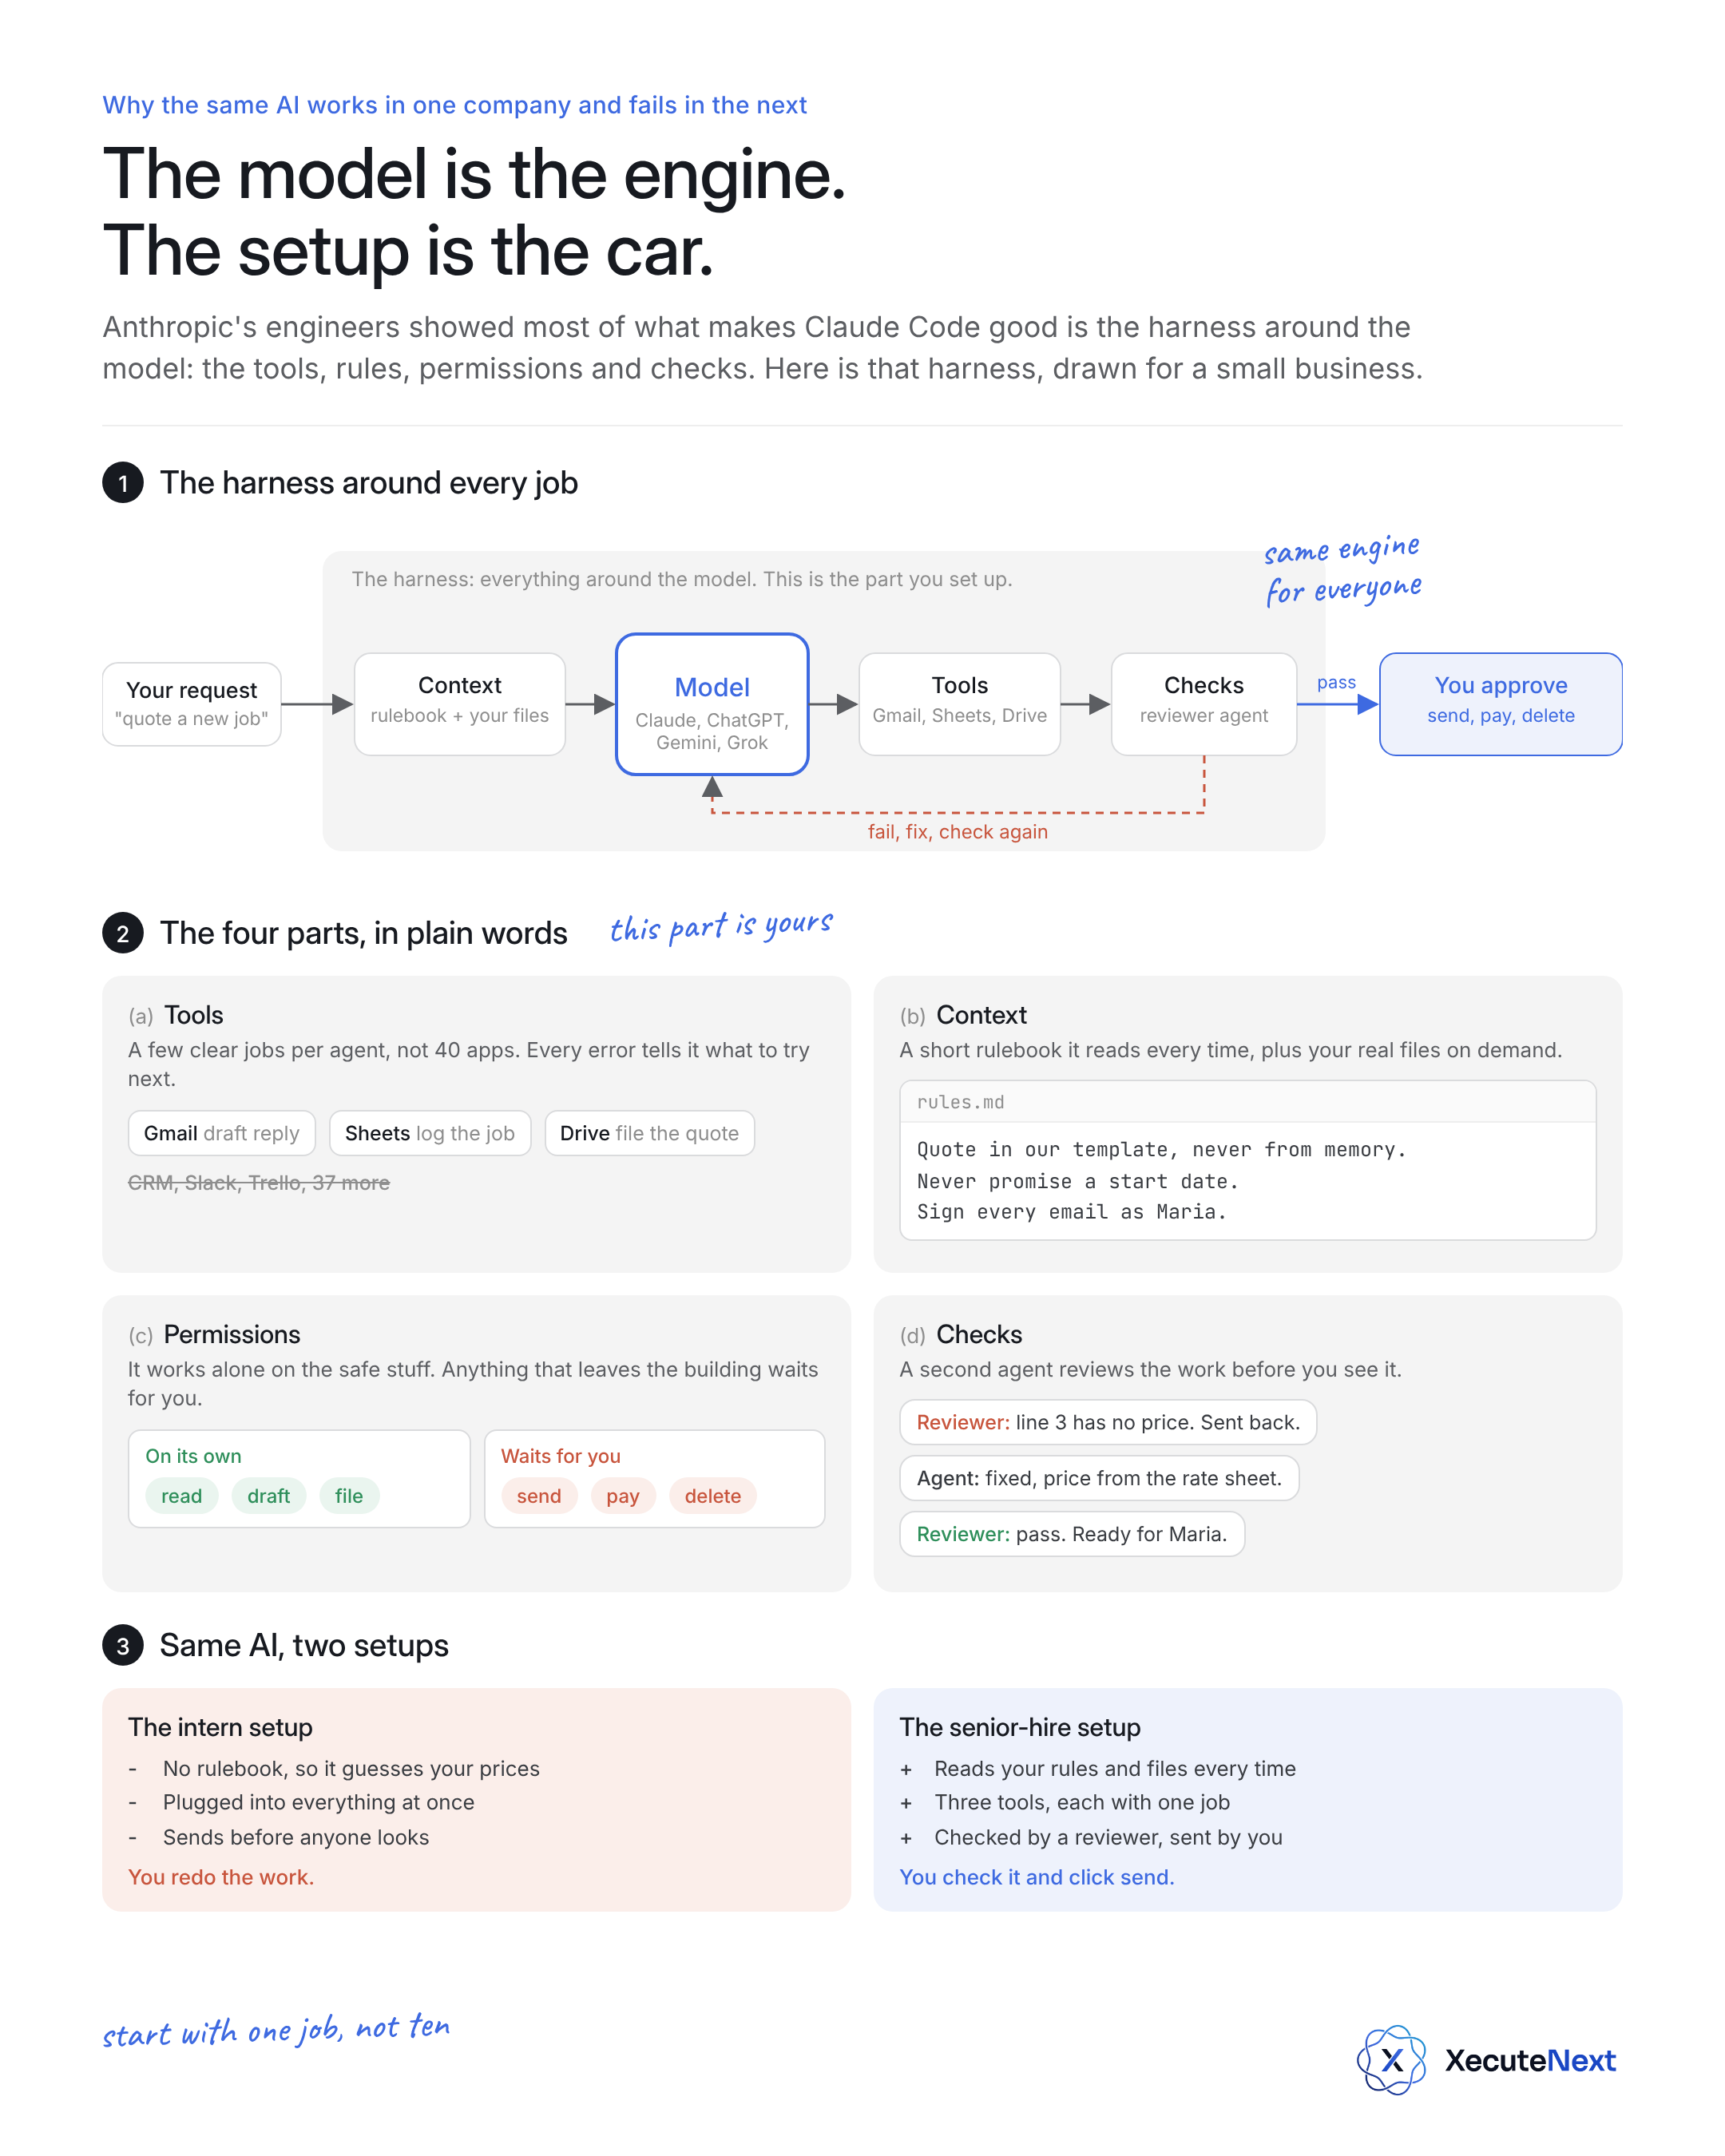 Why the same AI works in one company and fails in the next
The model is the engine.
The setup is the car.
Anthropic's engineers showed most of what makes Claude Code good is the harness around the
model: the tools, rules, permissions and checks. Here is that harness, drawn for a small business.
1 The harness around every job
same engine
for everyone
The harness: everything around the model. This is the part you set up.
Your request
"quote a new job"
Context
rulebook + your files
Model
Claude, ChatGPT,
Gemini, Grok
Tools
Gmail, Sheets, Drive
Checks
reviewer agent
pass
You approve
send, pay, delete
fail, fix, check again
2 The four parts, in plain words
this part is yours
(a) Tools
A few clear jobs per agent, not 40 apps. Every error tells it what to try
next.
Gmail draft reply
Sheets log the job
Drive file the quote
CRM, Slack, Trello, 37 more
(b) Context
A short rulebook it reads every time, plus your real files on demand.
rules.md
Quote in our template, never from memory.
Never promise a start date.
Sign every email as Maria.
(c) Permissions
It works alone on the safe stuff. Anything that leaves the building waits
for you.
On its own
read draft file
Waits for you
send pay delete
(d) Checks
A second agent reviews the work before you see it.
Reviewer: line 3 has no price. Sent back.
Agent: fixed, price from the rate sheet.
Reviewer: pass. Ready for Maria.
3 Same AI, two setups
The intern setup
- No rulebook, so it guesses your prices
- Plugged into everything at once
- Sends before anyone looks
You redo the work.
The senior-hire setup
+ Reads your rules and files every time
+ Three tools, each with one job
+ Checked by a reviewer, sent by you
You check it and click send.
start with one job, not ten
X XecuteNext